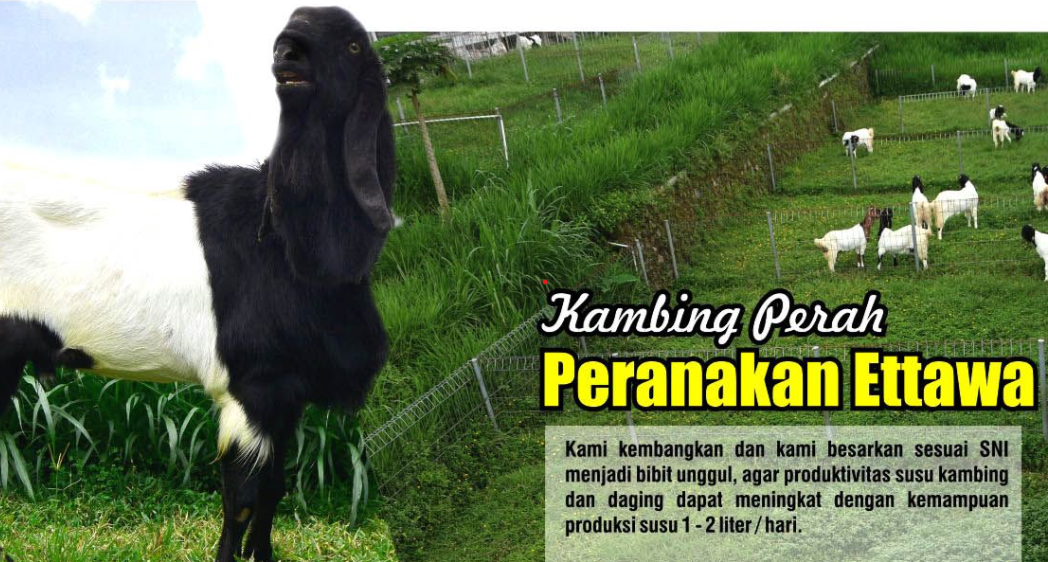 Kambing Perah
Peranakan Ettawa
Kami kembangkan dan kami besarkan sesuai SNI
menjadi bibit unggul, agar produktivitas susu kambing
dan daging dapat meningkat dengan kemampuan
produksi susu 1 - 2 liter / hari.